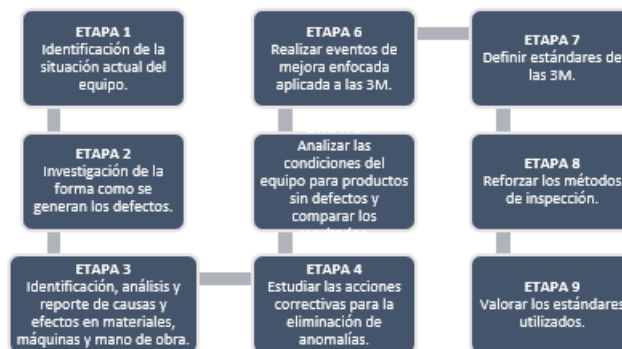 ETAPA 1
Identificación de la
situación actual del
equipo.
ETAPA 2
Investigación de la
forma como se
generan los defectos.
ETAPA 3
Identificación, análisis y
reporte de causas y
efectos en materiales,
máquinas y mano de obra.
ETAPA 4
Estudiar las acciones
correctivas para la
eliminación de
anomalías.
Analizar las
condiciones del
equipo para productos
sin defectos y
comparar los
ETAPA 6
Realizar eventos de
mejora enfocada
aplicada a las 3M.
ETAPA 7
Definir estándares de
las 3M.
ETAPA 8
Reforzar los métodos
de inspección.
ETAPA 9
Valorar los estándares
utilizados.